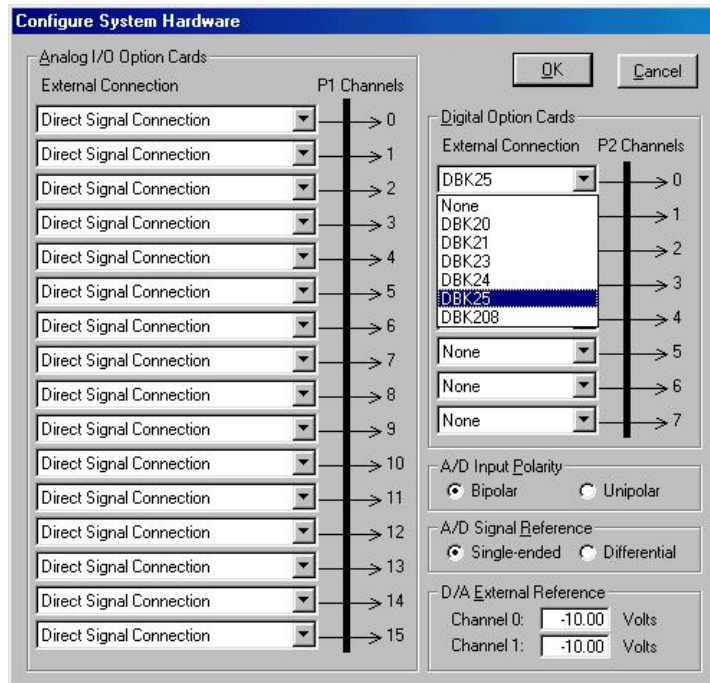 Configure System Hardware
Analog I/O Option Cards
External Connection P1 Channels
Direct Signal Connection 0
Direct Signal Connection 1
Direct Signal Connection 2
Direct Signal Connection 3
Direct Signal Connection 4
Direct Signal Connection 5
Direct Signal Connection 6
Direct Signal Connection 7
Direct Signal Connection 8
Direct Signal Connection 9
Direct Signal Connection 10
Direct Signal Connection 11
Direct Signal Connection 12
Direct Signal Connection 13
Direct Signal Connection 14
Direct Signal Connection 15
OK Cancel
Digital Option Cards
External Connection P2 Channels
DBK25 0
None
DBK20 1
DBK21
DBK23 2
DBK24
DBK25 3
DBK208 4
None 5
None 6
None 7
A/D Input Polarity
Bipolar Unipolar
A/D Signal Reference
Single-ended Differential
D/A External Reference
Channel 0: -10.00 Volts
Channel 1: -10.00 Volts